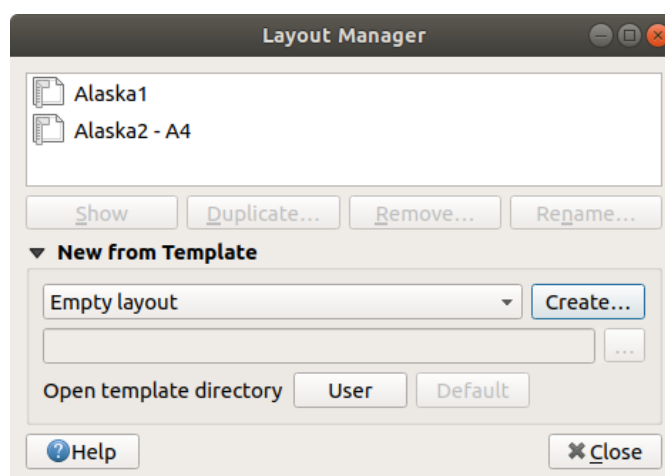 Layout Manager
Alaska1
Alaska2 - A4
Show Duplicate... Remove... Rename...
New from Template
Empty layout Create...
...
Open template directory User Default
Help Close